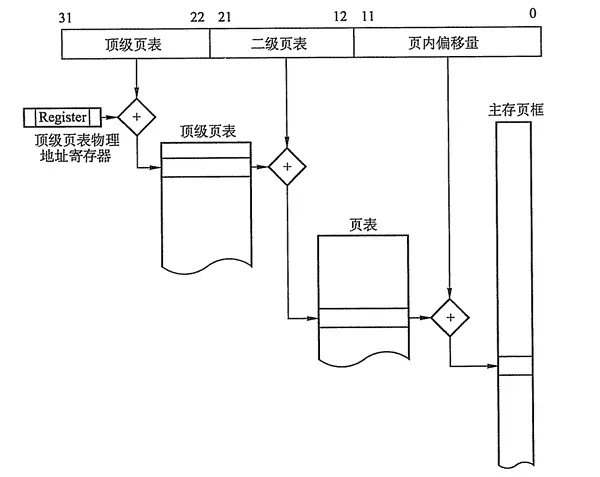 31 22 21 12 11 0
顶级页表 二级页表 页内偏移量
Register
顶级页表物理
地址寄存器
+
顶级页表
+
主存页框
页表
+